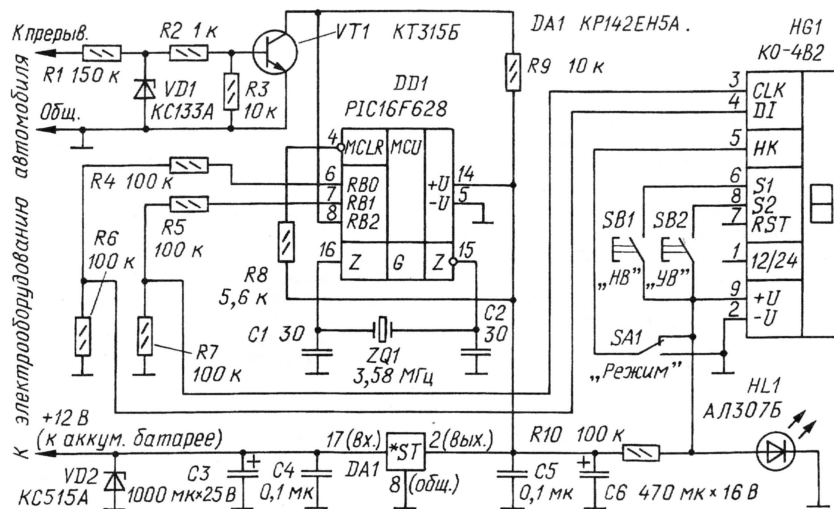 К электрооборудованию автомобиля
К прерыв.
R1 150 к
R2 1 к
VD1
КС133А
R3
10 к
Общ.
VT1 КТ315Б
DA1 КР142ЕН5А.
HG1
КО-4В2
R9 10 к
DD1
PIC16F628
4
MCLR
MCU
6
RB0
7
RB1
8
RB2
+U
14
-U
5
16
Z
G
Z
15
R4 100 к
R5
100 к
R6
100 к
R7
100 к
R8
5,6 к
C1 30
C2
30
ZQ1
3,58 МГц
3
CLK
4
DI
5
НК
6
S1
8
S2
7
RST
1
12/24
9
+U
2
-U
SB1
„НВ"
SB2
„УВ"
SA1
„Режим"
HL1
АЛ307Б
+12 В
(к аккум. батарее)
VD2
КС515А
C3
1000 мк×25 В
C4
0,1 мк
17 (Вх.)
DA1
*ST
2 (Вых.)
8 (общ.)
R10 100 к
C5
0,1 мк
C6 470 мк×16 В
+
+